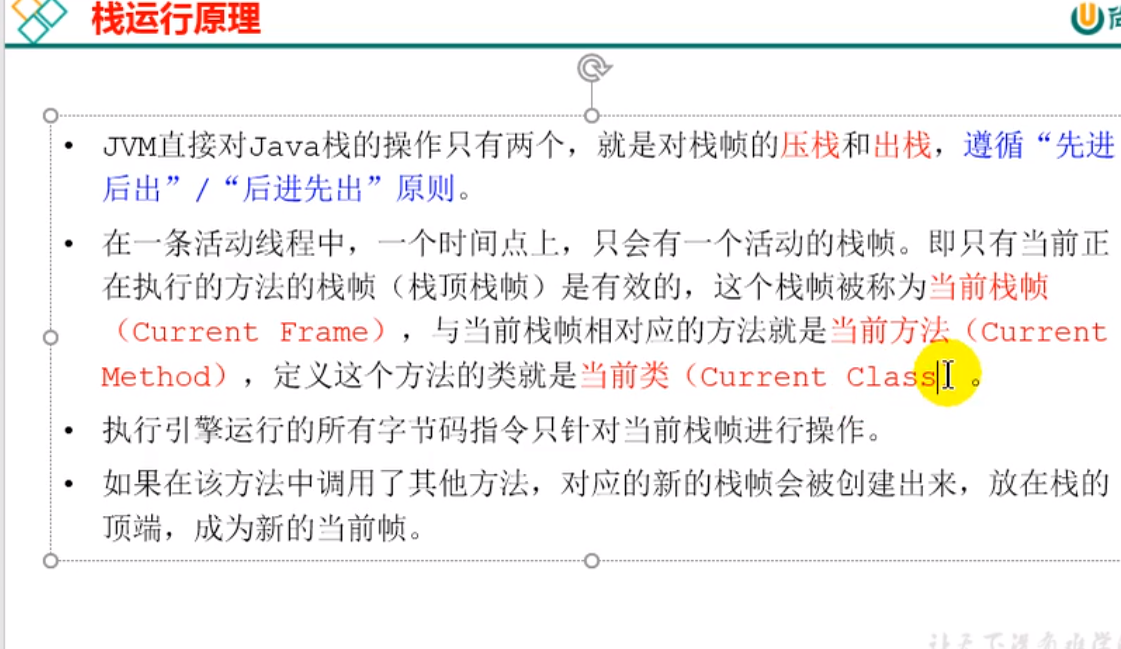 栈运行原理
JVM直接对Java栈的操作只有两个，就是对栈帧的压栈和出栈，遵循“先进
后出”/“后进先出”原则。
在一条活动线程中，一个时间点上，只会有一个活动的栈帧。即只有当前正
在执行的方法的栈帧（栈顶栈帧）是有效的，这个栈帧被称为当前栈帧
（Current Frame），与当前栈帧相对应的方法就是当前方法（Current
Method），定义这个方法的类就是当前类（Current Class 。
执行引擎运行的所有字节码指令只针对当前栈帧进行操作。
如果在该方法中调用了其他方法，对应的新的栈帧会被创建出来，放在栈的
顶端，成为新的当前帧。